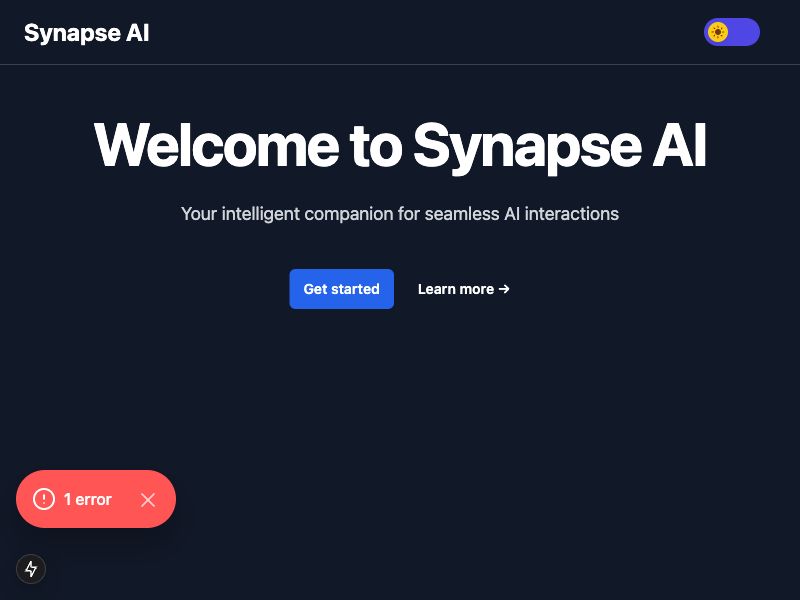 Synapse AI
Welcome to Synapse AI
Your intelligent companion for seamless AI interactions
Get started
Learn more →
1 error